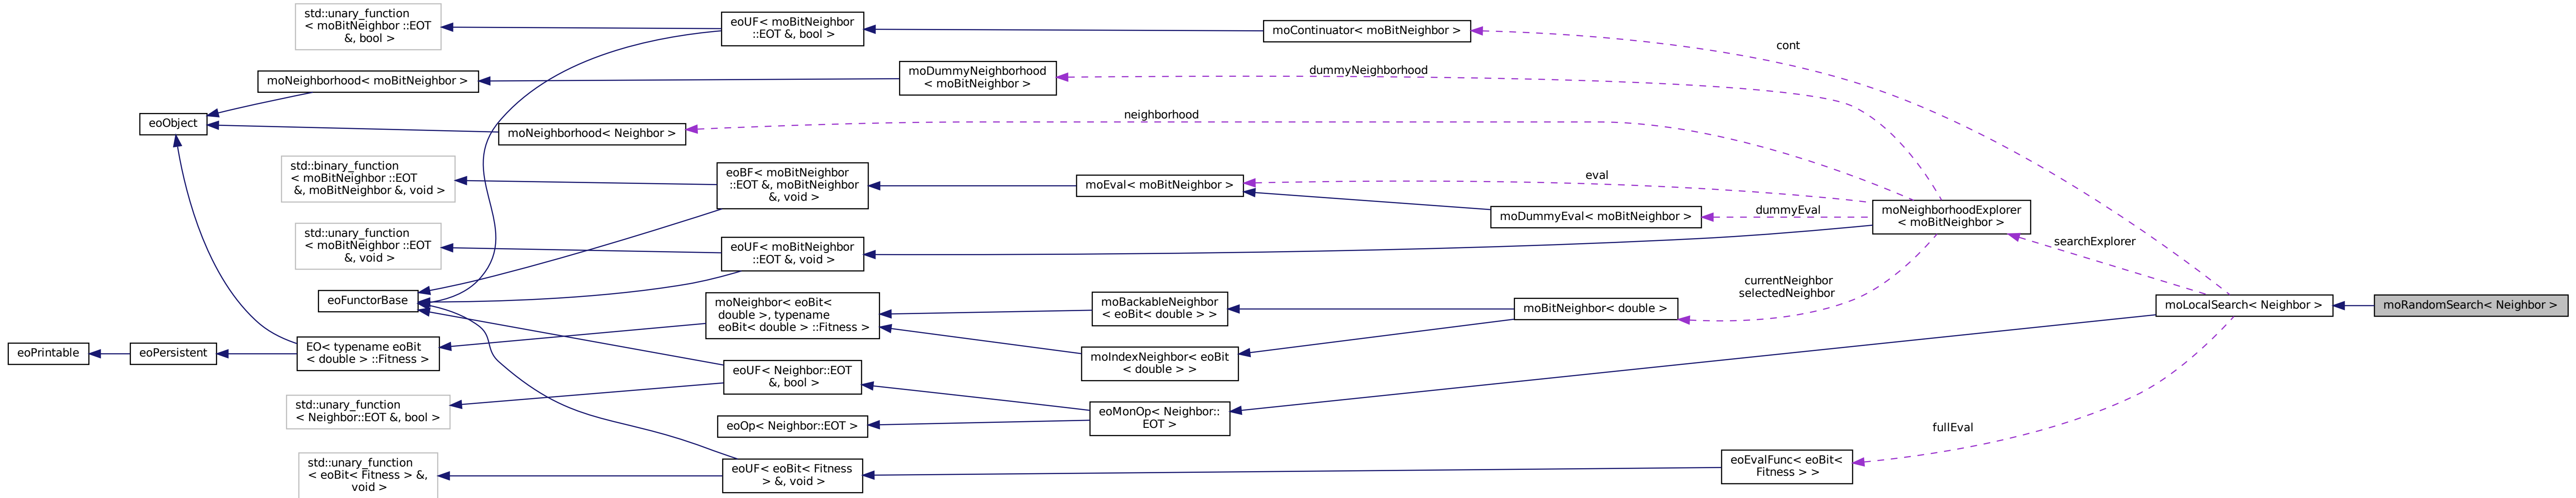 std::unary_function
< moBitNeighbor ::EOT
&, bool >
eoUF< moBitNeighbor
::EOT &, bool >
moContinuator< moBitNeighbor >
cont
moNeighborhood< moBitNeighbor >
moDummyNeighborhood
< moBitNeighbor >
dummyNeighborhood
eoObject
moNeighborhood< Neighbor >
neighborhood
std::binary_function
< moBitNeighbor ::EOT
&, moBitNeighbor &, void >
eoBF< moBitNeighbor
::EOT &, moBitNeighbor
&, void >
moEval< moBitNeighbor >
eval
moDummyEval< moBitNeighbor >
dummyEval
moNeighborhoodExplorer
< moBitNeighbor >
searchExplorer
std::unary_function
< moBitNeighbor ::EOT
&, void >
eoUF< moBitNeighbor
::EOT &, void >
eoFunctorBase
moNeighbor< eoBit<
double >, typename
eoBit< double > ::Fitness >
moBackableNeighbor
< eoBit< double > >
moBitNeighbor< double >
currentNeighbor
selectedNeighbor
moLocalSearch< Neighbor >
moRandomSearch< Neighbor >
eoPrintable
eoPersistent
EO< typename eoBit
< double > ::Fitness >
moIndexNeighbor< eoBit
< double > >
eoUF< Neighbor::EOT
&, bool >
std::unary_function
< Neighbor::EOT &, bool >
eoOp< Neighbor::EOT >
eoMonOp< Neighbor::
EOT >
fullEval
std::unary_function
< eoBit< Fitness > &,
void >
eoUF< eoBit< Fitness
> &, void >
eoEvalFunc< eoBit<
Fitness > >